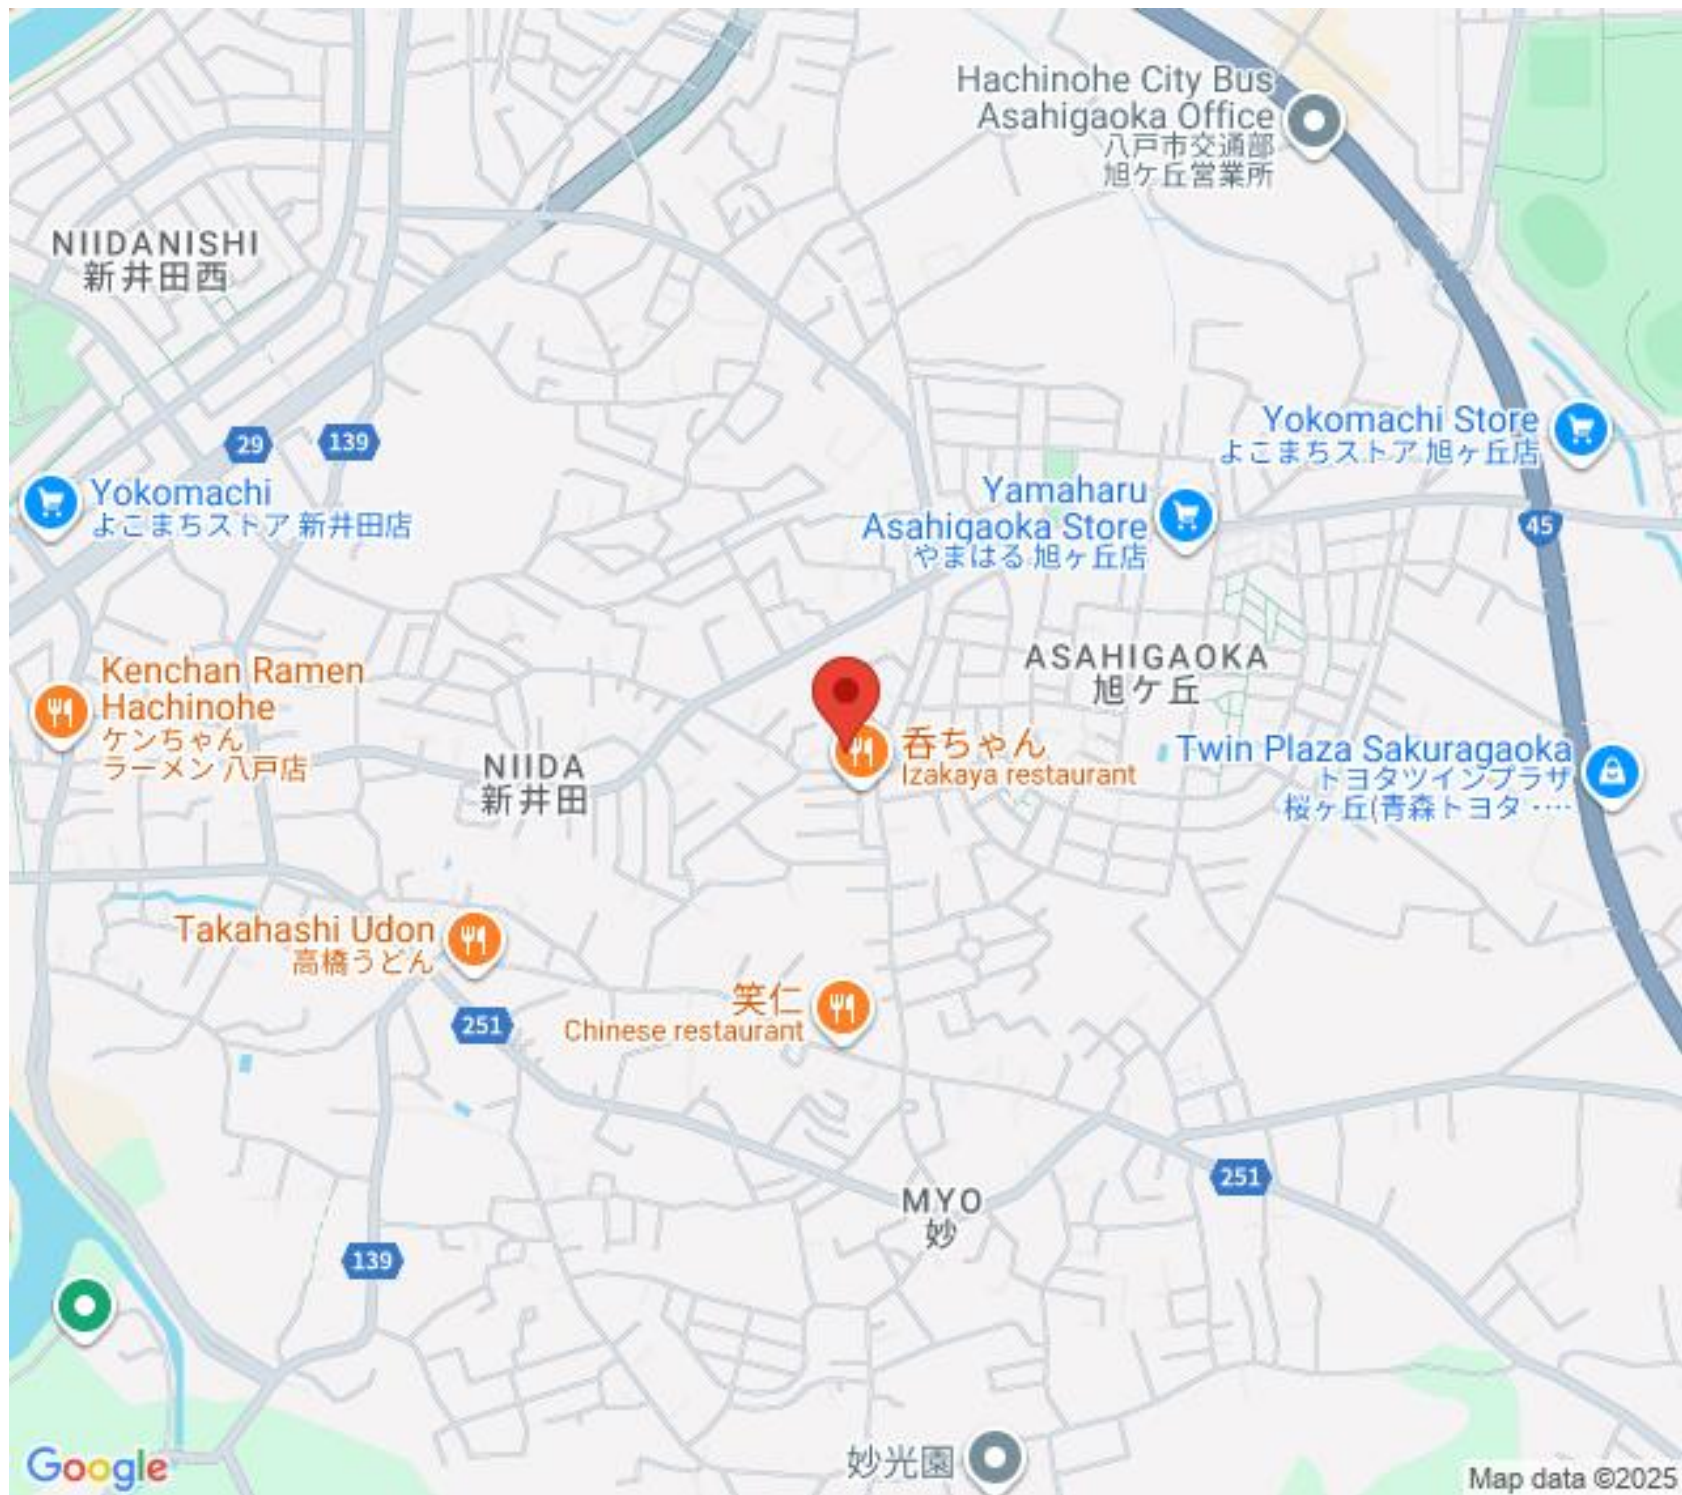 Hachinohe City Bus
Asahigaoka Office
八戸市交通部
旭ケ丘営業所
NIIDANISHI
新井田西
29
139
Yokomachi Store
よこまちストア 旭ヶ丘店
Yokomachi
よこまちストア 新井田店
Yamaharu
Asahigaoka Store
やまはる 旭ヶ丘店
45
Kenchan Ramen
Hachinohe
ケンちゃん
ラーメン 八戸店
ASAHIGAOKA
旭ケ丘
NIIDA
新井田
呑ちゃん
Izakaya restaurant
Twin Plaza Sakuragaoka
トヨタツインプラザ
桜ヶ丘(青森トヨタ・…
Takahashi Udon
高橋うどん
251
笑仁
Chinese restaurant
251
MYO
妙
139
妙光園
Google
Map data ©2025